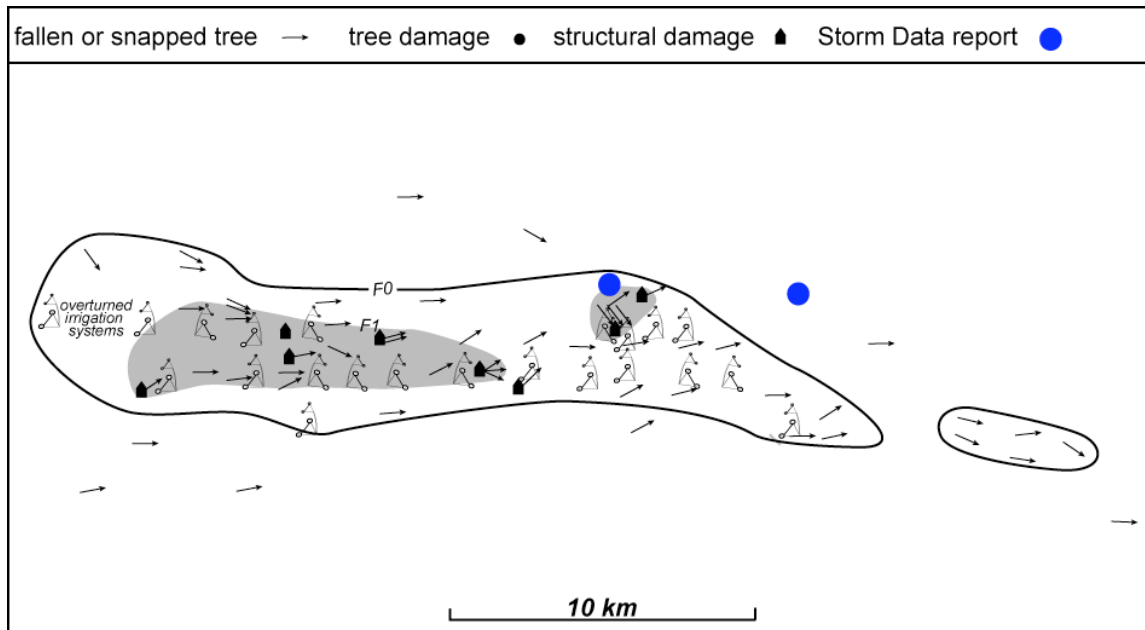 fallen or snapped tree tree damage structural damage Storm Data report
F0
overturned
irrigation
systems
F1
10 km